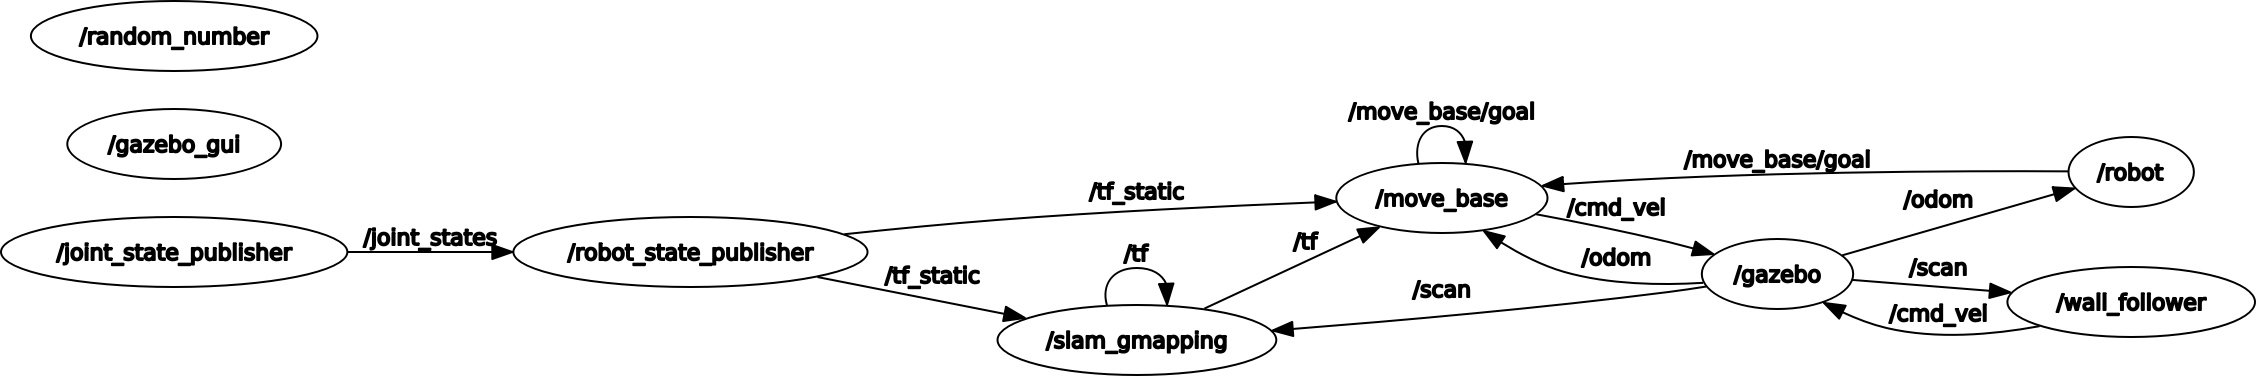 /random_number
/gazebo_gui
/joint_state_publisher
/joint_states
/robot_state_publisher
/tf_static
/tf_static
/tf
/slam_gmapping
/tf
/scan
/move_base/goal
/move_base
/move_base/goal
/cmd_vel
/odom
/gazebo
/odom
/robot
/scan
/cmd_vel
/wall_follower